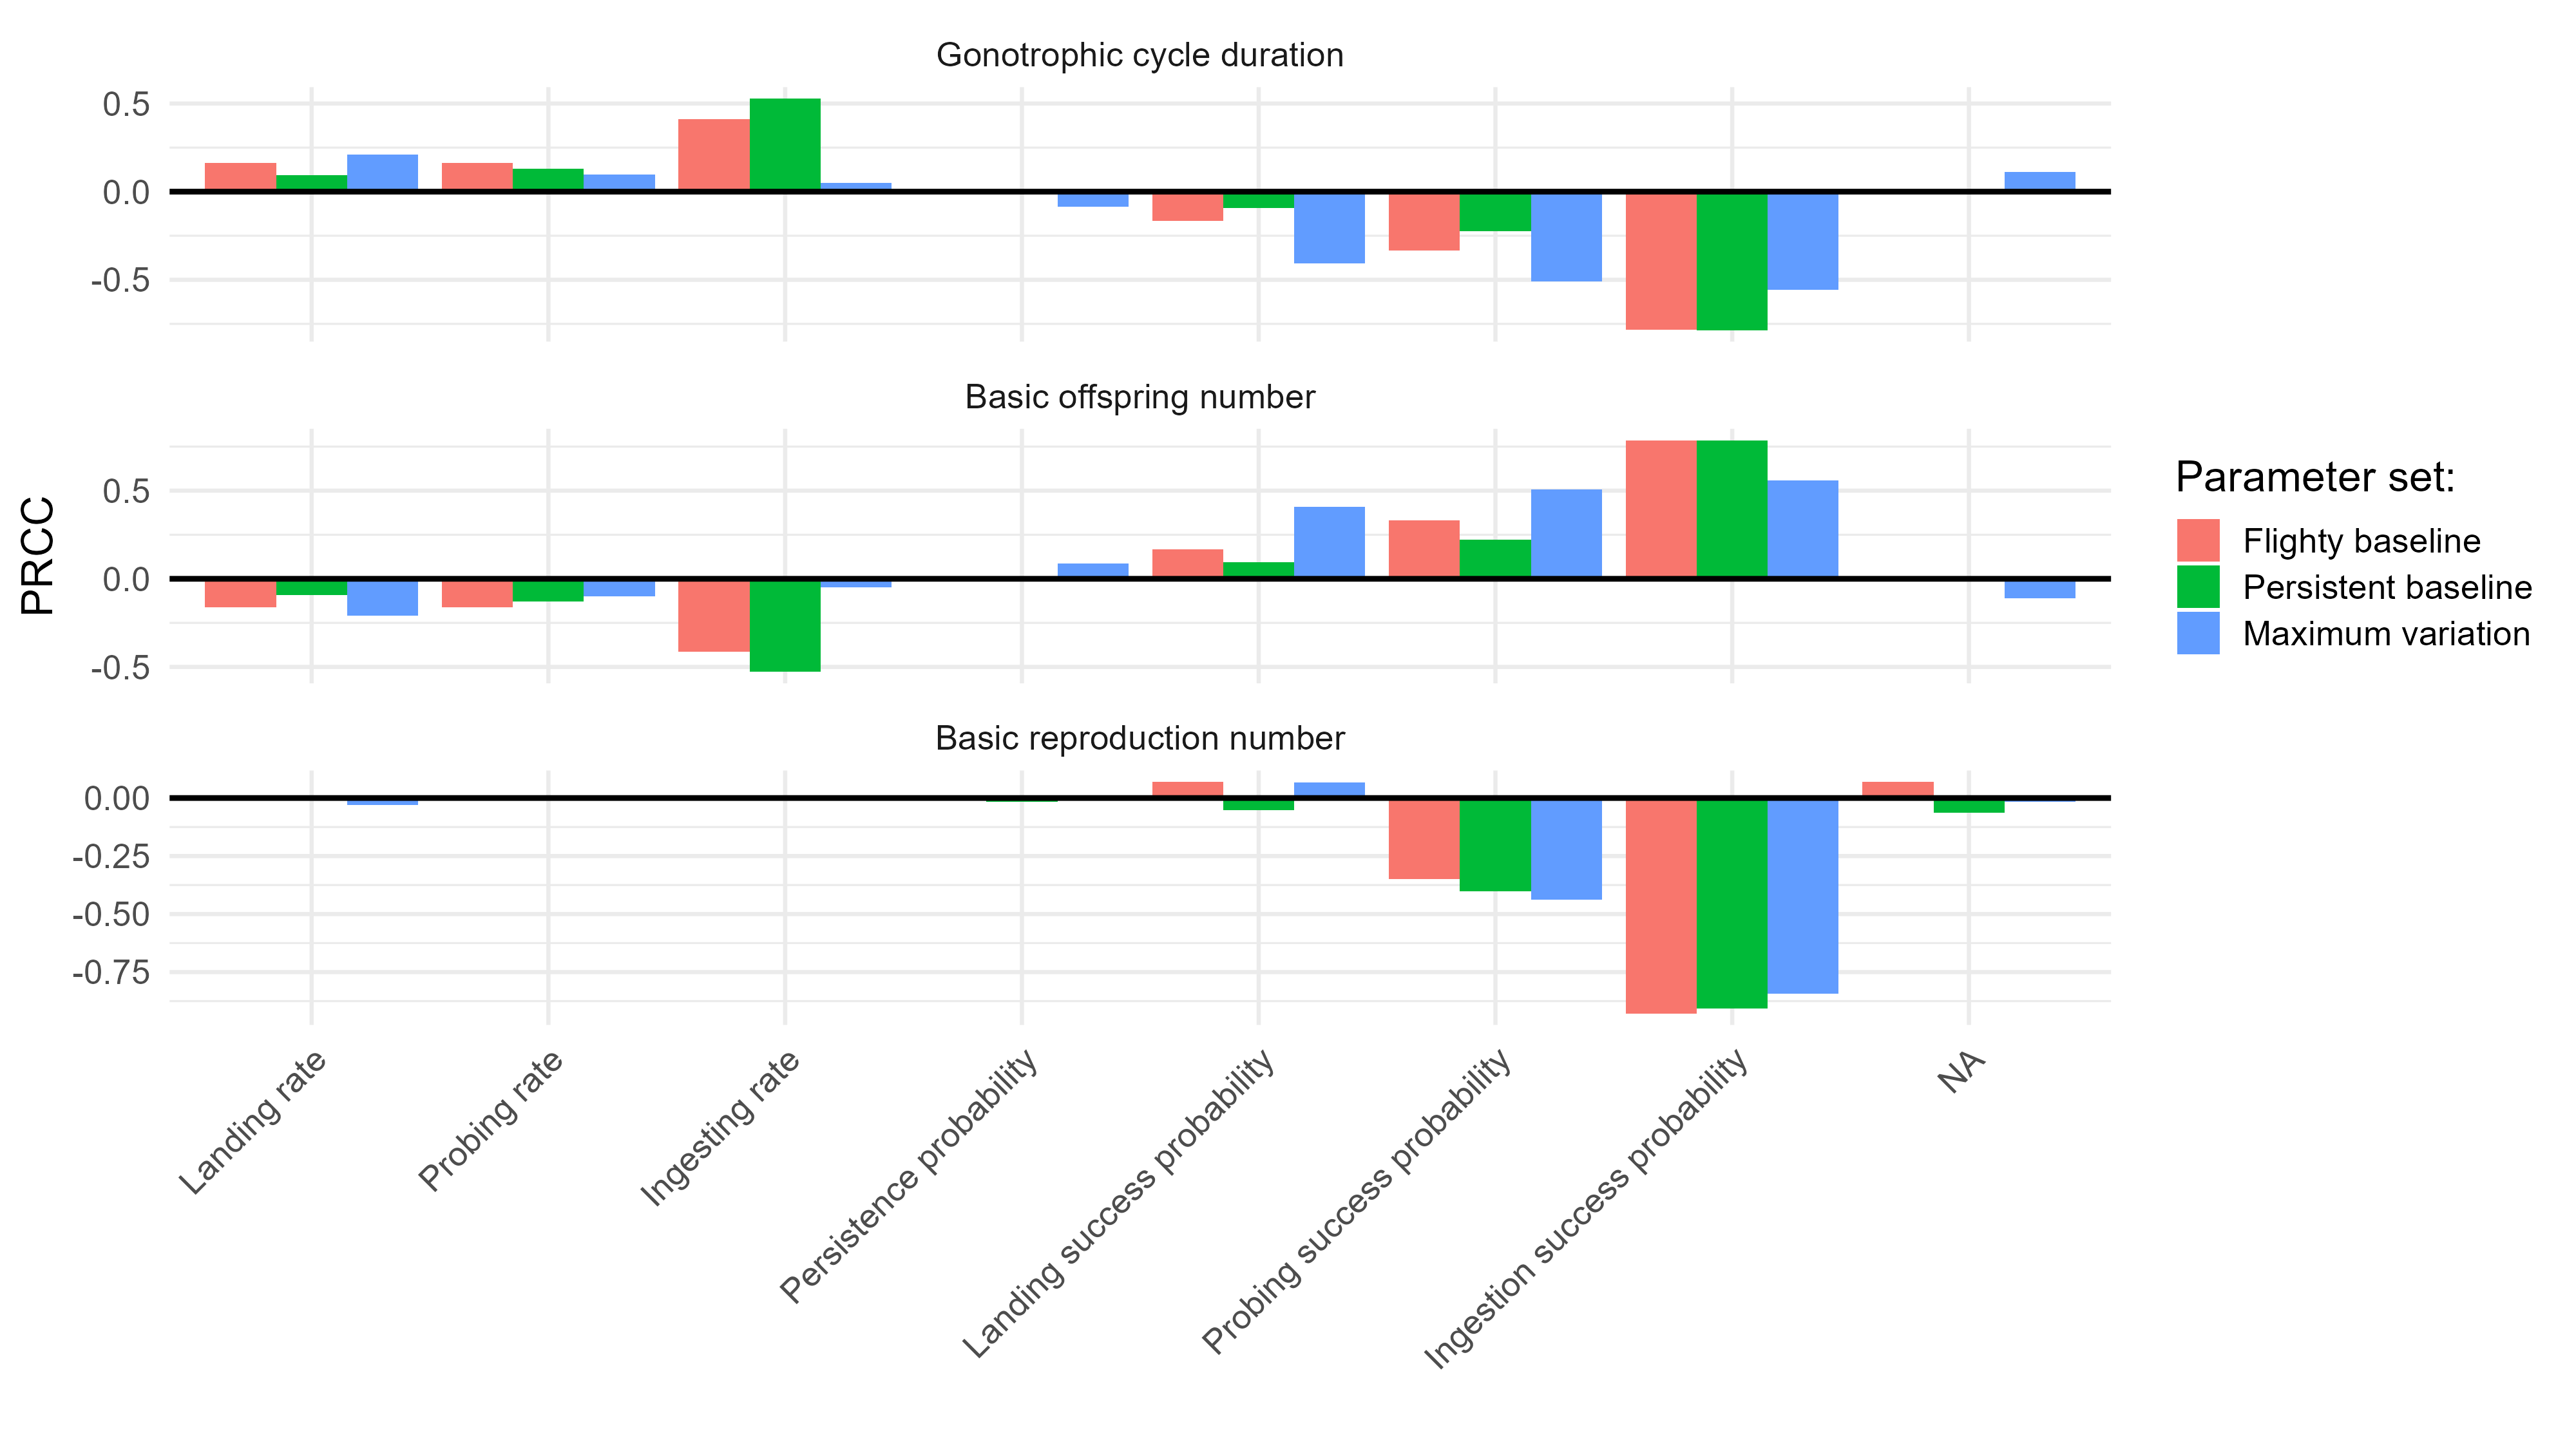 Gonotrophic cycle duration
0.5
0.0
-0.5
Basic offspring number
0.5
0.0
-0.5
PRCC
Basic reproduction number
0.00
-0.25
-0.50
-0.75
Landing rate
Probing rate
Ingesting rate
Persistence probability
Landing success probability
Probing success probability
Ingestion success probability
NA
Parameter set:
Flighty baseline
Persistent baseline
Maximum variation